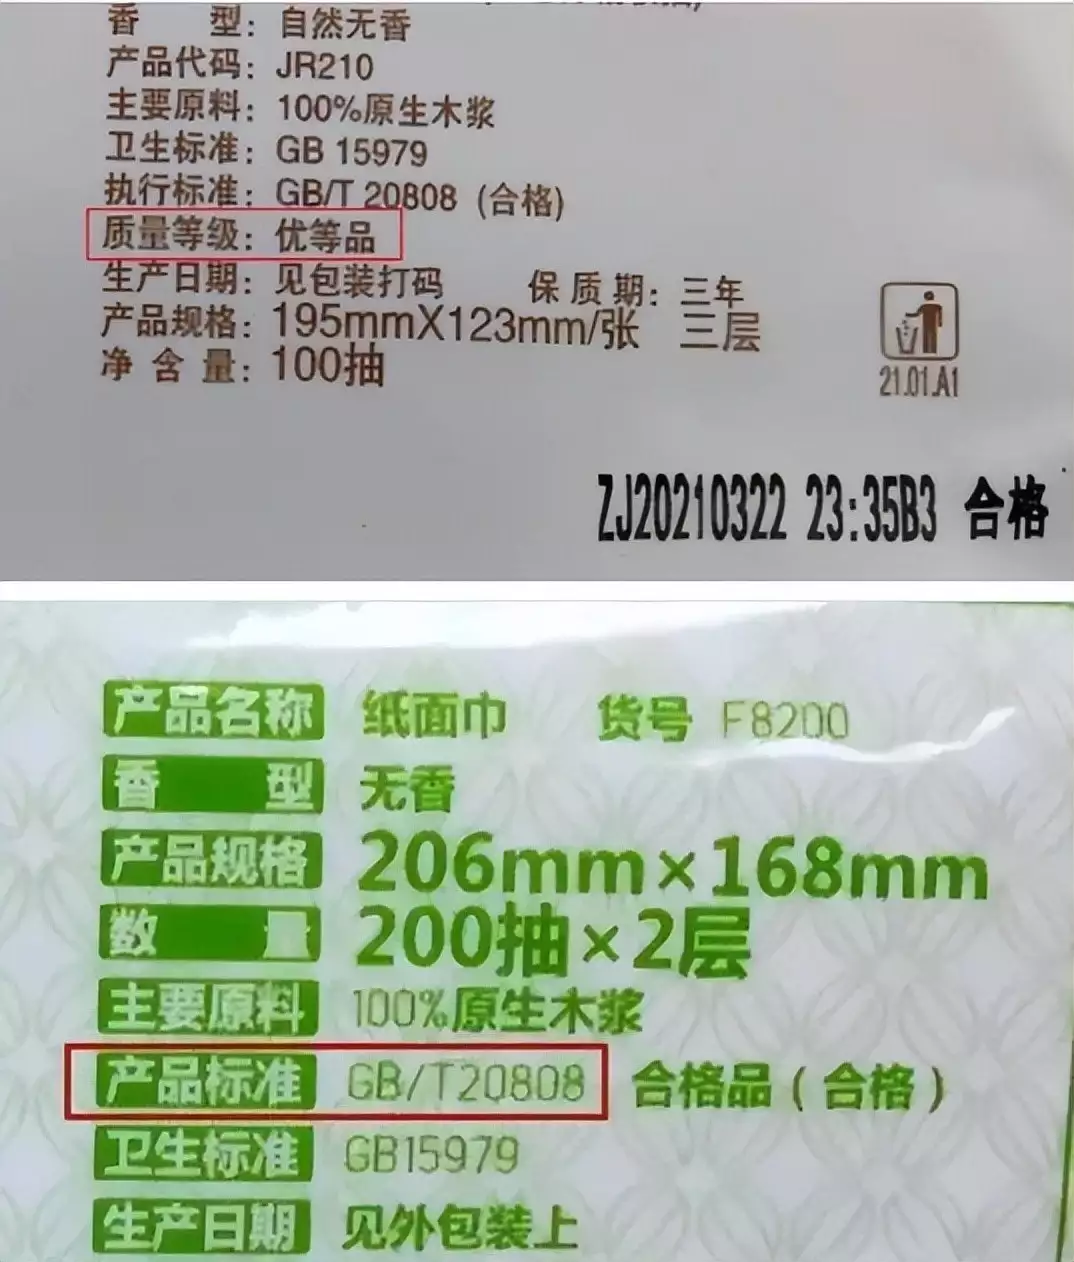 香 型：自然无香
产品代码：JR210
主要原料：100%原生木浆
卫生标准：GB 15979
执行标准：GB/T 20808 (合格)
质量等级：优等品
生产日期：见包装打码 保质期：三年
产品规格：195mmX123mm/张 三层
净含量：100抽
21.01.A1
ZJ20210322 23:35B3 合格
产品名称 纸面巾 货号 F8200
香型 无香
产品规格 206mm×168mm
数量 200抽×2层
主要原料 100%原生木浆
产品标准 GB/T20808 合格品（合格）
卫生标准 GB15979
生产日期 见外包装上